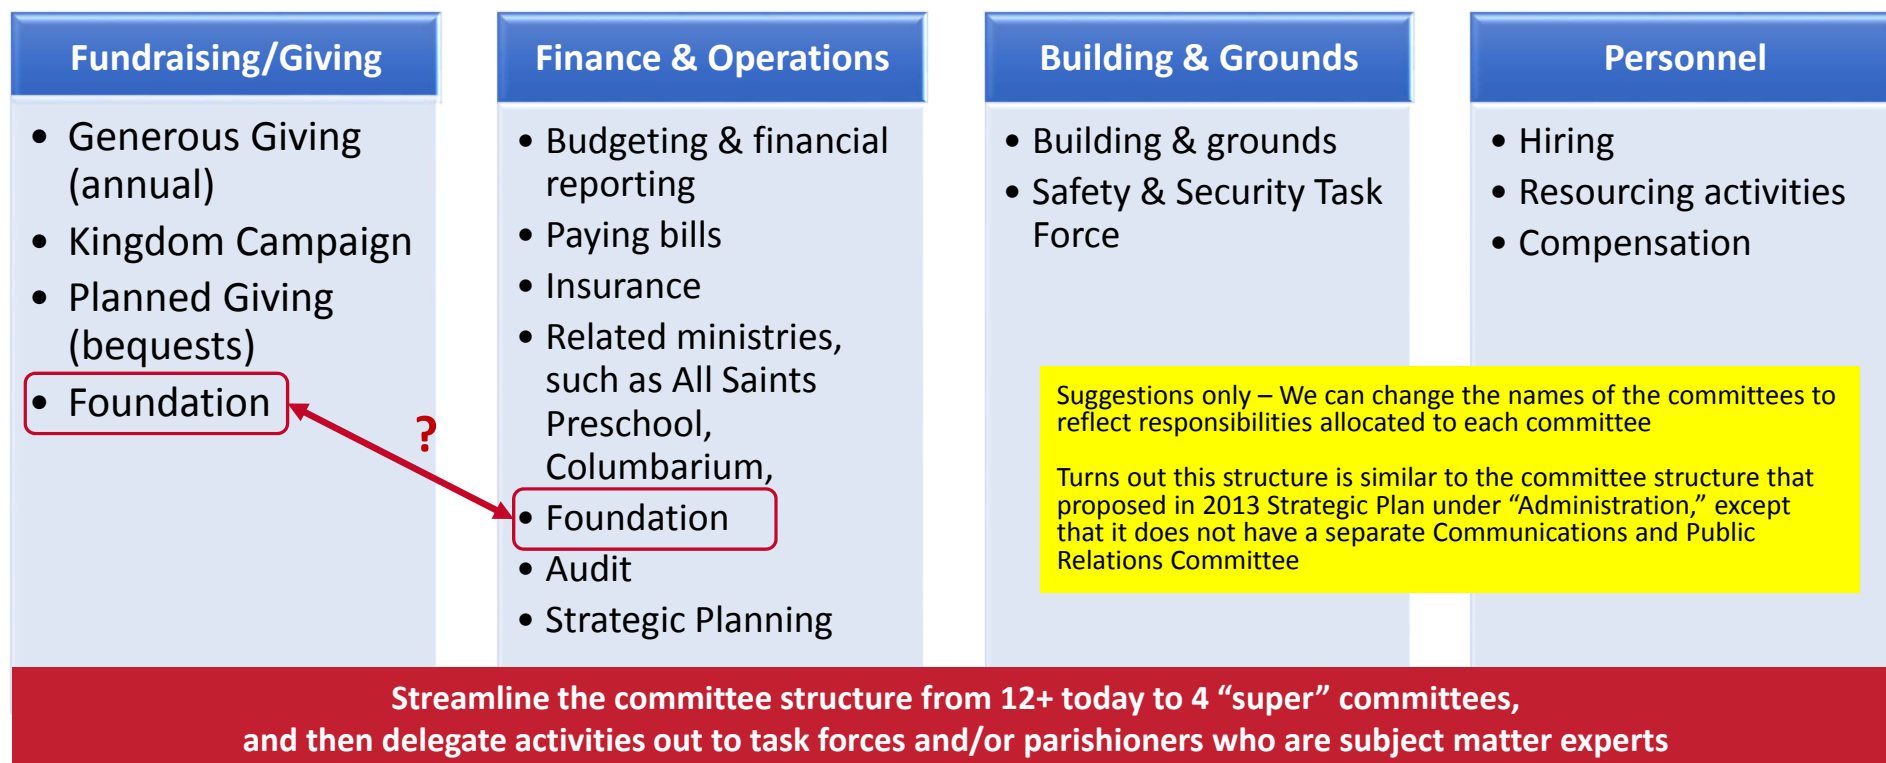 Fundraising/Giving
• Generous Giving
(annual)
• Kingdom Campaign
• Planned Giving
(bequests)
• Foundation
?
Finance & Operations
• Budgeting & financial
reporting
• Paying bills
• Insurance
• Related ministries,
such as All Saints
Preschool,
Columbarium,
• Foundation
• Audit
• Strategic Planning
Building & Grounds
• Building & grounds
• Safety & Security Task
Force
Personnel
• Hiring
• Resourcing activities
• Compensation
Suggestions only – We can change the names of the committees to
reflect responsibilities allocated to each committee
Turns out this structure is similar to the committee structure that
proposed in 2013 Strategic Plan under “Administration,” except
that it does not have a separate Communications and Public
Relations Committee
Streamline the committee structure from 12+ today to 4 “super” committees,
and then delegate activities out to task forces and/or parishioners who are subject matter experts